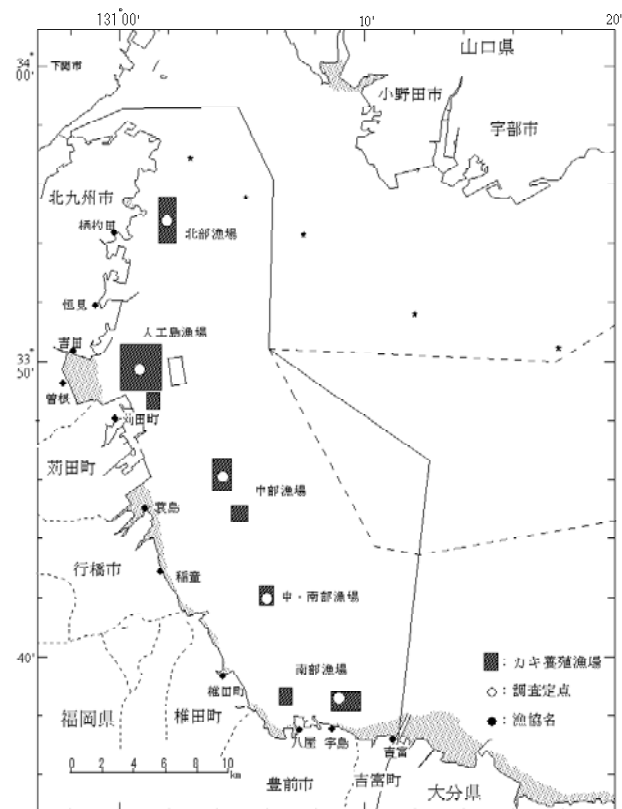 131°00′
10′
20′
34°
00′
下関市
山口県
小野田市
宇部市
北九州市
柄杓田
北部漁場
恒見
人工島漁場
吉田
33°
50′
曽根
苅田町
苅田町
中部漁場
蓑島
行橋市
稲童
中・南部漁場
40′
南部漁場
：カキ養殖漁場
：調査定点
：漁協名
椎田町
福岡県
椎田町
八屋
宇島
吉富
0 2 4 6 8 10
km
豊前市
吉富町
大分県